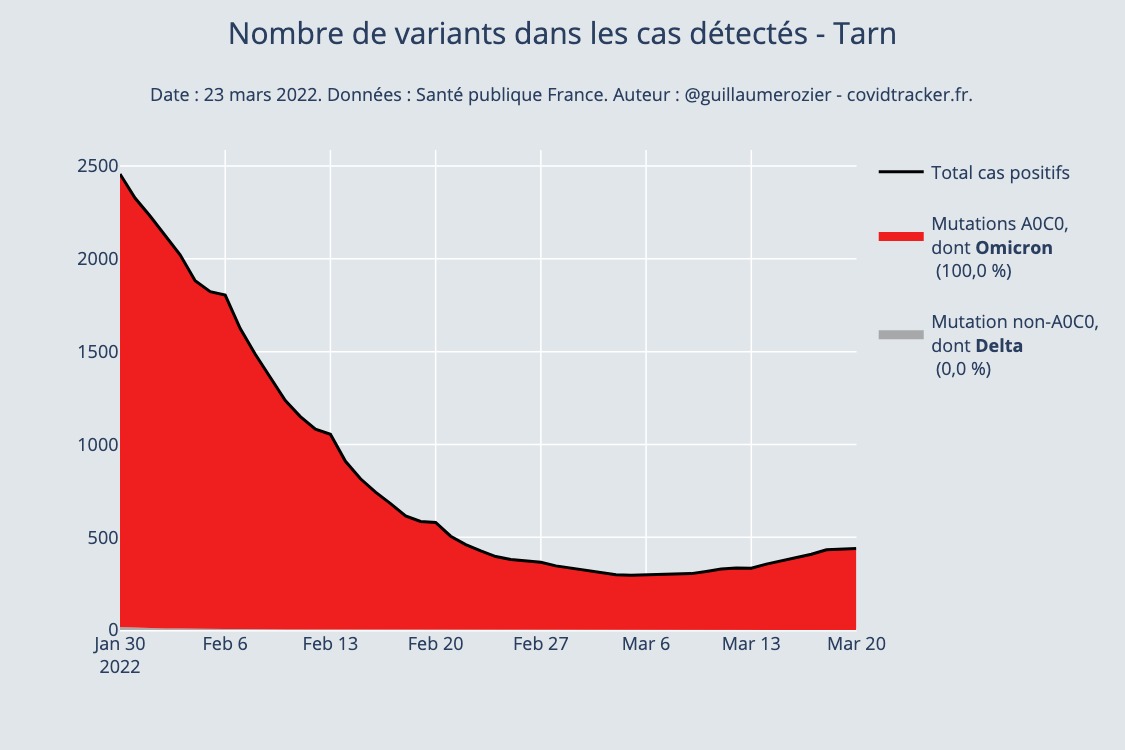 Nombre de variants dans les cas détectés - Tarn
Date : 23 mars 2022. Données : Santé publique France. Auteur : @guillaumerozier - covidtracker.fr.
2500
2000
1500
1000
500
0
Jan 30
2022
Feb 6
Feb 13
Feb 20
Feb 27
Mar 6
Mar 13
Mar 20
Total cas positifs
Mutations A0C0,
dont Omicron
(100,0 %)
Mutation non-A0C0,
dont Delta
(0,0 %)